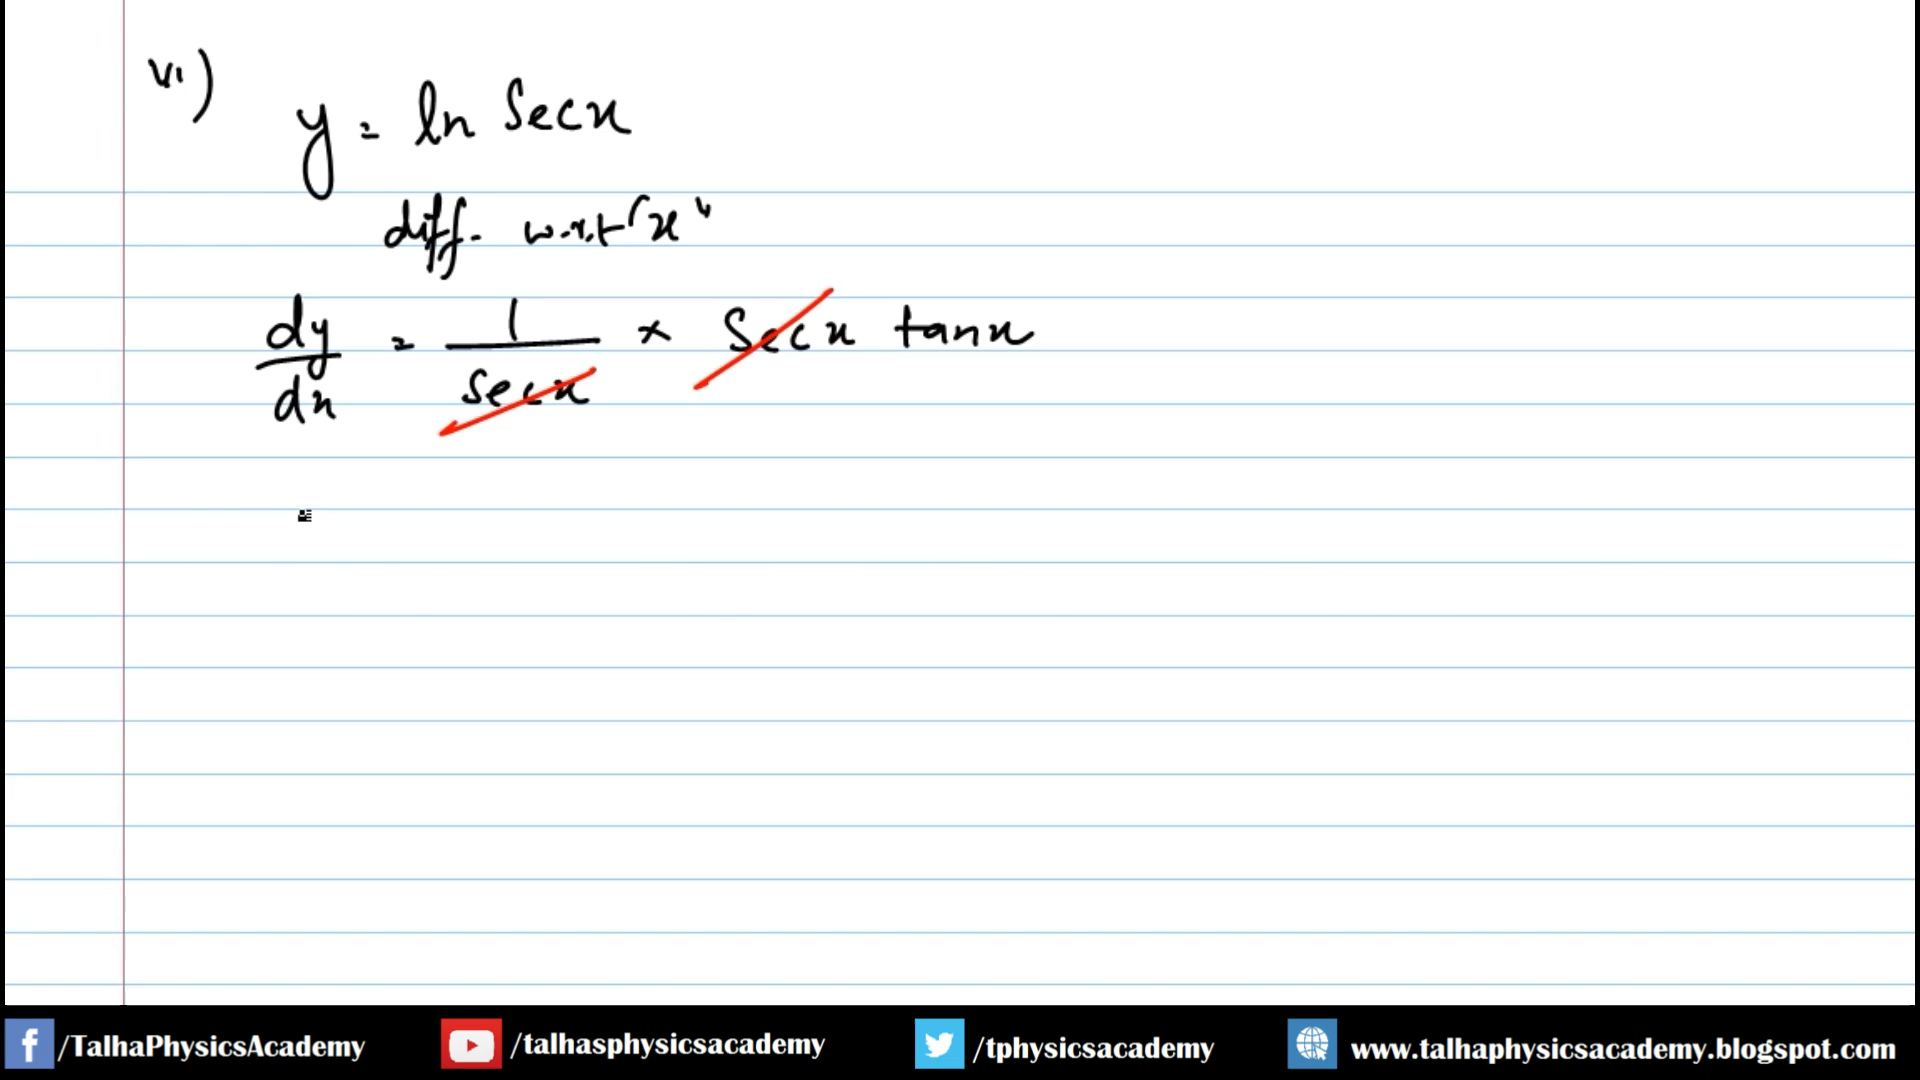 vi)
y = ln Secx
diff. w.r.t "x"
dy/dx = 1/secx × Secx tanx
f /TalhaPhysicsAcademy /talhasphysicsacademy /tphysicsacademy www.talhaphysicsacademy.blogspot.com